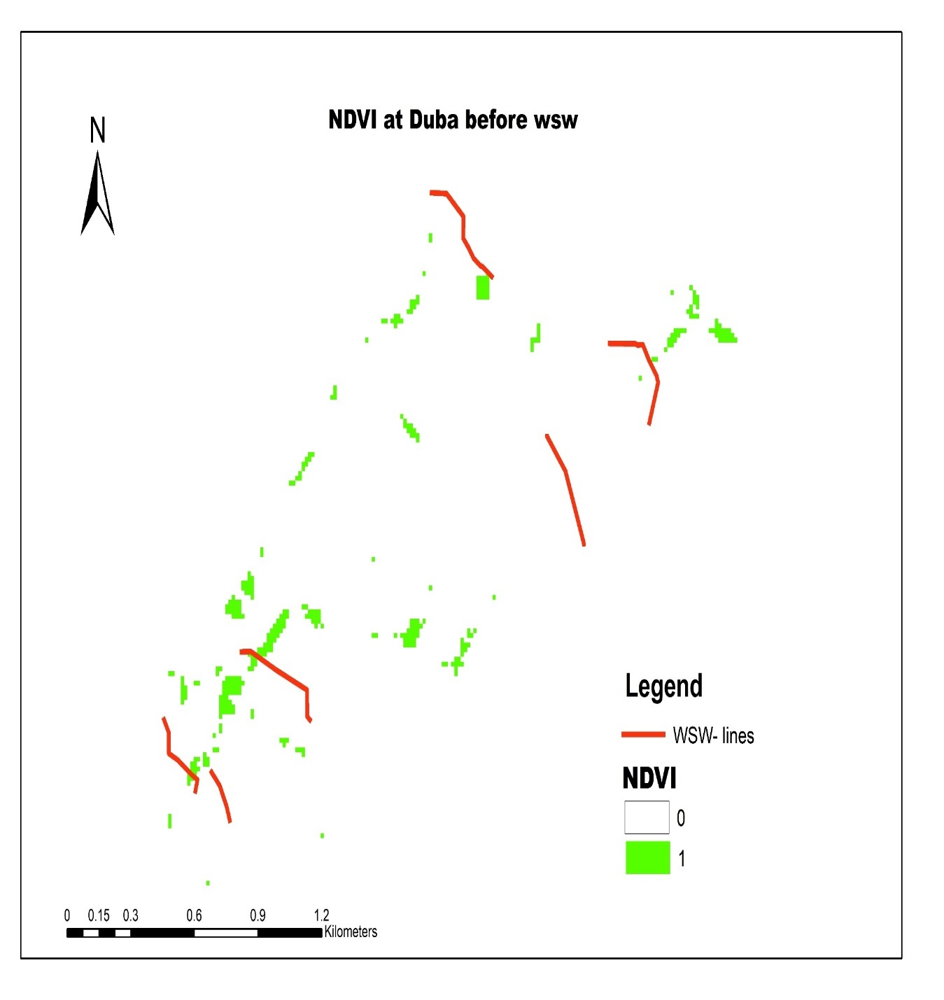 NDVI at Duba before wsw
N
Legend
WSW- lines
NDVI
0
1
0 0.15 0.3 0.6 0.9 1.2
Kilometers